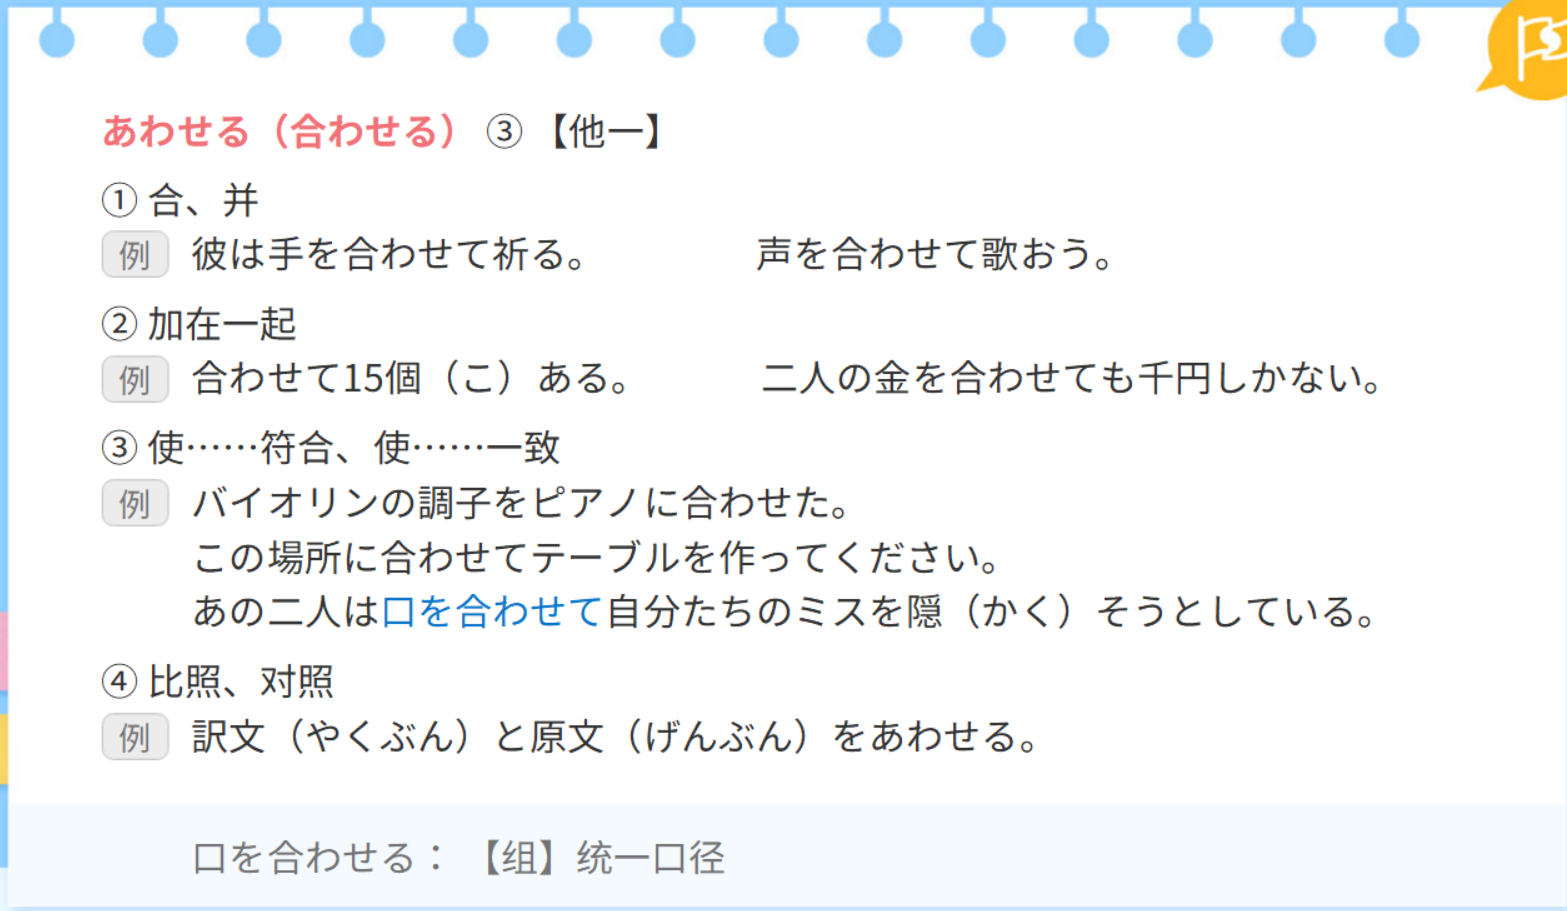 あわせる（合わせる） ③ 【他一】
① 合、并
例 彼は手を合わせて祈る。 声を合わせて歌おう。
② 加在一起
例 合わせて15個（こ）ある。 二人の金を合わせても千円しかない。
③ 使……符合、使……一致
例 バイオリンの調子をピアノに合わせた。
この場所に合わせてテーブルを作ってください。
あの二人は口を合わせて自分たちのミスを隠（かく）そうとしている。
④ 比照、对照
例 訳文（やくぶん）と原文（げんぶん）をあわせる。
口を合わせる： 【组】统一口径